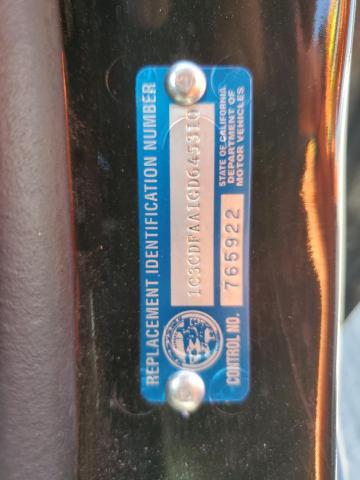 REPLACEMENT IDENTIFICATION NUMBER
1C3CDFAA1GD645310
CONTROL NO. 765922
STATE OF CALIFORNIA
DEPARTMENT OF
MOTOR VEHICLES